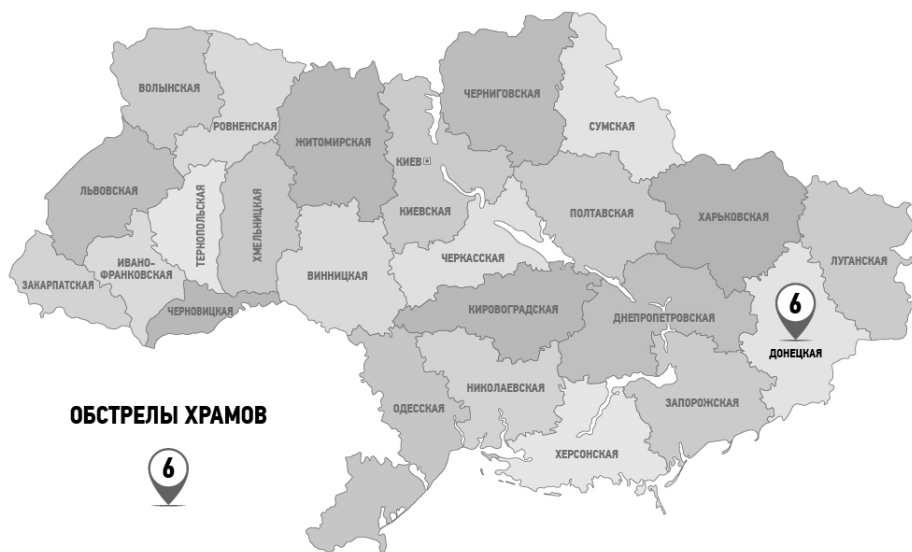 ВОЛЫНСКАЯ
РОВНЕНСКАЯ
ЖИТОМИРСКАЯ
ЧЕРНИГОВСКАЯ
СУМСКАЯ
КИЕВ
ЛЬВОВСКАЯ
ТЕРНОПОЛЬСКАЯ
ХМЕЛЬНИЦКАЯ
КИЕВСКАЯ
ПОЛТАВСКАЯ
ХАРЬКОВСКАЯ
ЛУГАНСКАЯ
ЗАКАРПАТСКАЯ
ИВАНО-
ФРАНКОВСКАЯ
ВИННИЦКАЯ
ЧЕРКАССКАЯ
ЧЕРНОВИЦКАЯ
КИРОВОГРАДСКАЯ
ДНЕПРОПЕТРОВСКАЯ
6
ДОНЕЦКАЯ
ОДЕССКАЯ
НИКОЛАЕВСКАЯ
ЗАПОРОЖСКАЯ
ХЕРСОНСКАЯ
ОБСТРЕЛЫ ХРАМОВ
6